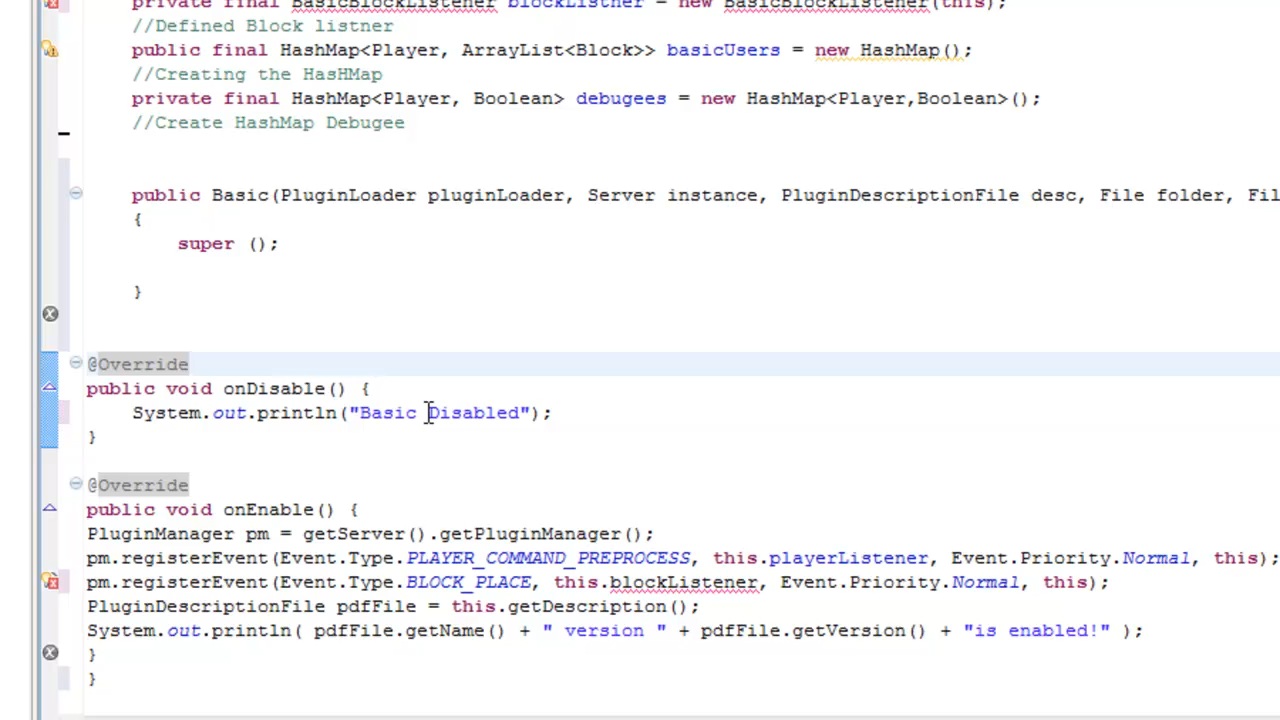 private final BasicBlockListener blockListner = new BasicBlockListener(this);
//Defined Block listner
public final HashMap<Player, ArrayList<Block>> basicUsers = new HashMap();
//Creating the HasHMap
private final HashMap<Player, Boolean> debugees = new HashMap<Player,Boolean>();
//Create HashMap Debugee
public Basic(PluginLoader pluginLoader, Server instance, PluginDescriptionFile desc, File folder, Fil
{
super ();
}
@Override
public void onDisable() {
System.out.println("Basic Disabled");
}
@Override
public void onEnable() {
PluginManager pm = getServer().getPluginManager();
pm.registerEvent(Event.Type.PLAYER_COMMAND_PREPROCESS, this.playerListener, Event.Priority.Normal, this);
pm.registerEvent(Event.Type.BLOCK_PLACE, this.blockListener, Event.Priority.Normal, this);
PluginDescriptionFile pdfFile = this.getDescription();
System.out.println( pdfFile.getName() + " version " + pdfFile.getVersion() + "is enabled!" );
}
}